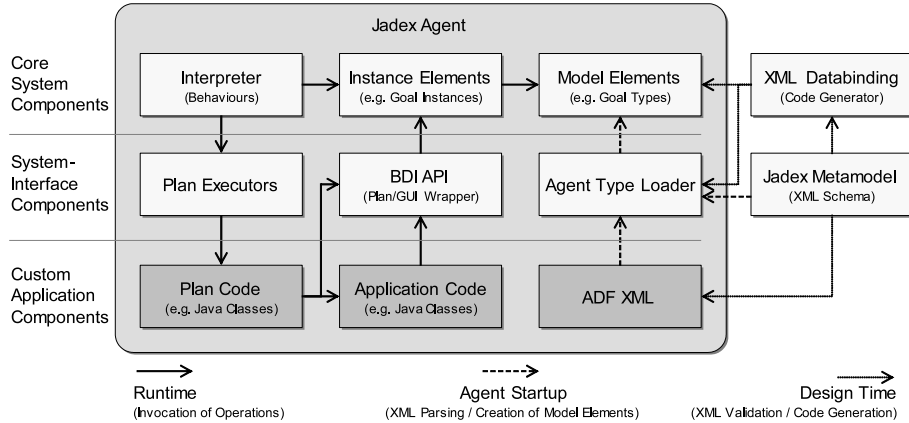 Jadex Agent
Core
System
Components
Interpreter
(Behaviours)
Instance Elements
(e.g. Goal Instances)
Model Elements
(e.g. Goal Types)
XML Databinding
(Code Generator)
System-
Interface
Components
Plan Executors
BDI API
(Plan/GUI Wrapper)
Agent Type Loader
Jadex Metamodel
(XML Schema)
Custom
Application
Components
Plan Code
(e.g. Java Classes)
Application Code
(e.g. Java Classes)
ADF XML
Runtime
(Invocation of Operations)
Agent Startup
(XML Parsing / Creation of Model Elements)
Design Time
(XML Validation / Code Generation)